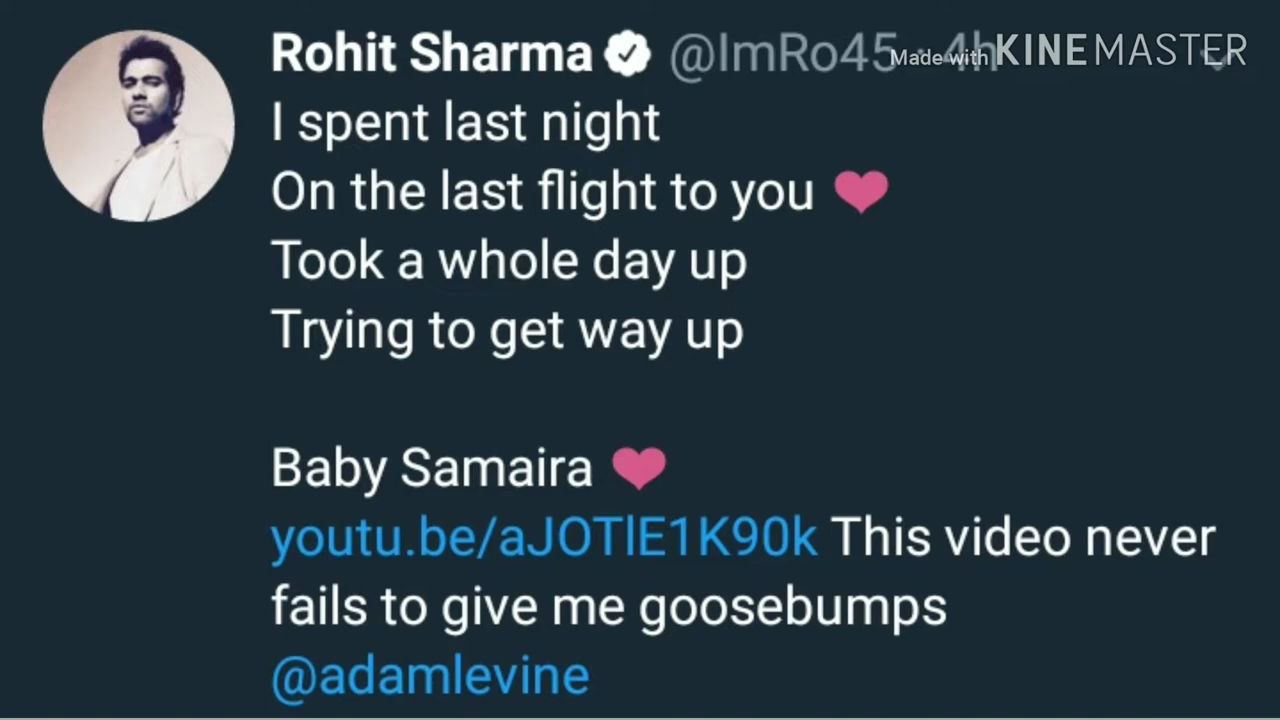 Rohit Sharma @ImRo45 · 4h
Made with KINEMASTER
I spent last night
On the last flight to you ❤
Took a whole day up
Trying to get way up
Baby Samaira ❤
youtu.be/aJOTlE1K90k This video never
fails to give me goosebumps
@adamlevine